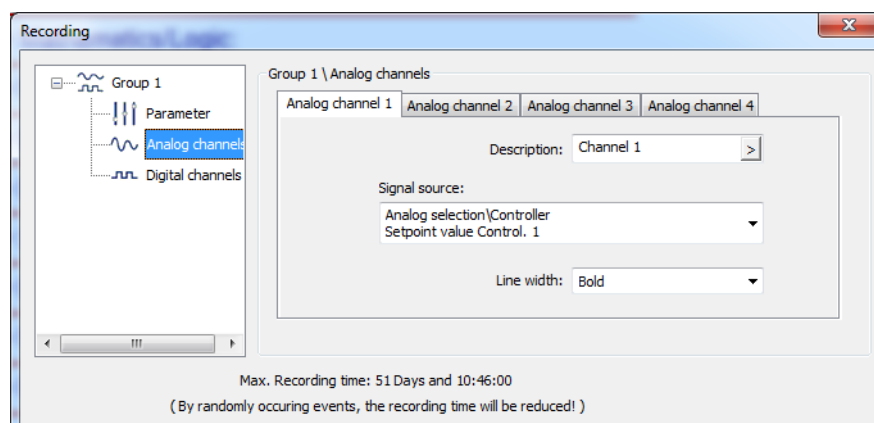 Recording
Group 1
Parameter
Analog channels
Digital channels
Group 1 \ Analog channels
Analog channel 1 Analog channel 2 Analog channel 3 Analog channel 4
Description: Channel 1 >
Signal source:
Analog selection\Controller
Setpoint value Control. 1
Line width: Bold
Max. Recording time: 51 Days and 10:46:00
( By randomly occuring events, the recording time will be reduced! )